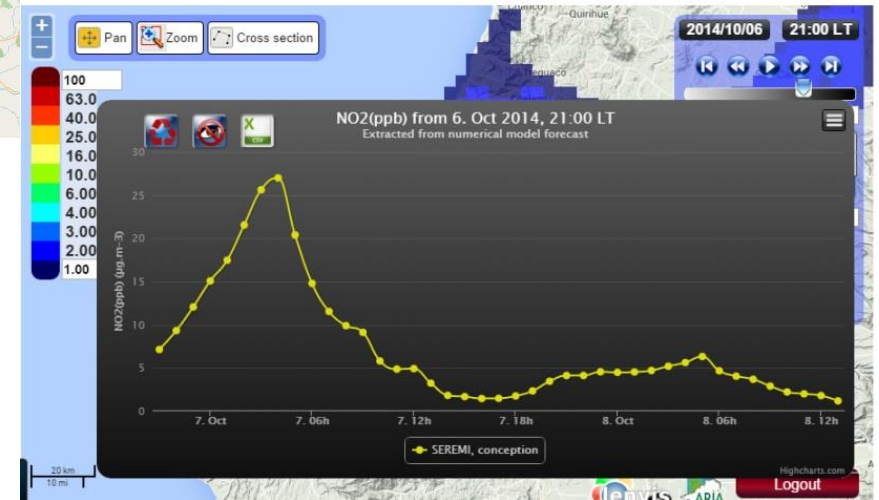 +
−
Pan
Zoom
Cross section
Quirihue
2014/10/06
21:00 LT
100
63.0
40.0
25.0
16.0
10.0
6.00
4.00
3.00
2.00
1.00
X
CSV
NO2(ppb) from 6. Oct 2014, 21:00 LT
Extracted from numerical model forecast
NO2(ppb) (µg.m-3)
30
25
20
15
10
5
0
7. Oct
7. 06h
7. 12h
7. 18h
8. Oct
8. 06h
8. 12h
SEREMI, conception
Highcharts.com
20 km
10 mi
ARIA
Logout